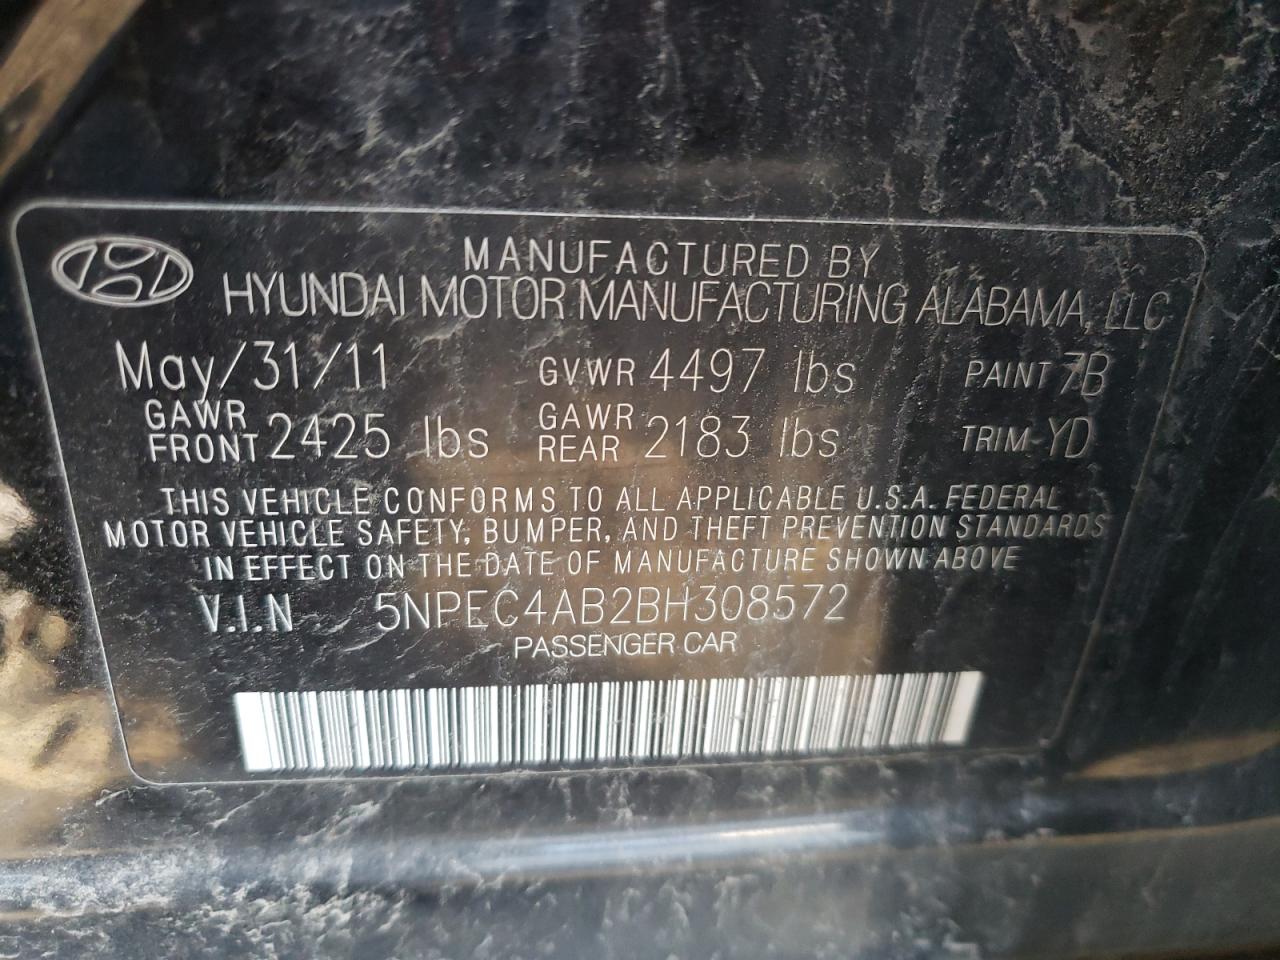 MANUFACTURED BY
HYUNDAI MOTOR MANUFACTURING ALABAMA, LLC
May/31/11 GVWR 4497 lbs PAINT 7B
GAWR FRONT 2425 lbs GAWR REAR 2183 lbs TRIM YD
THIS VEHICLE CONFORMS TO ALL APPLICABLE U.S.A. FEDERAL
MOTOR VEHICLE SAFETY, BUMPER, AND THEFT PREVENTION STANDARDS
IN EFFECT ON THE DATE OF MANUFACTURE SHOWN ABOVE
V.I.N 5NPEC4AB2BH308572
PASSENGER CAR